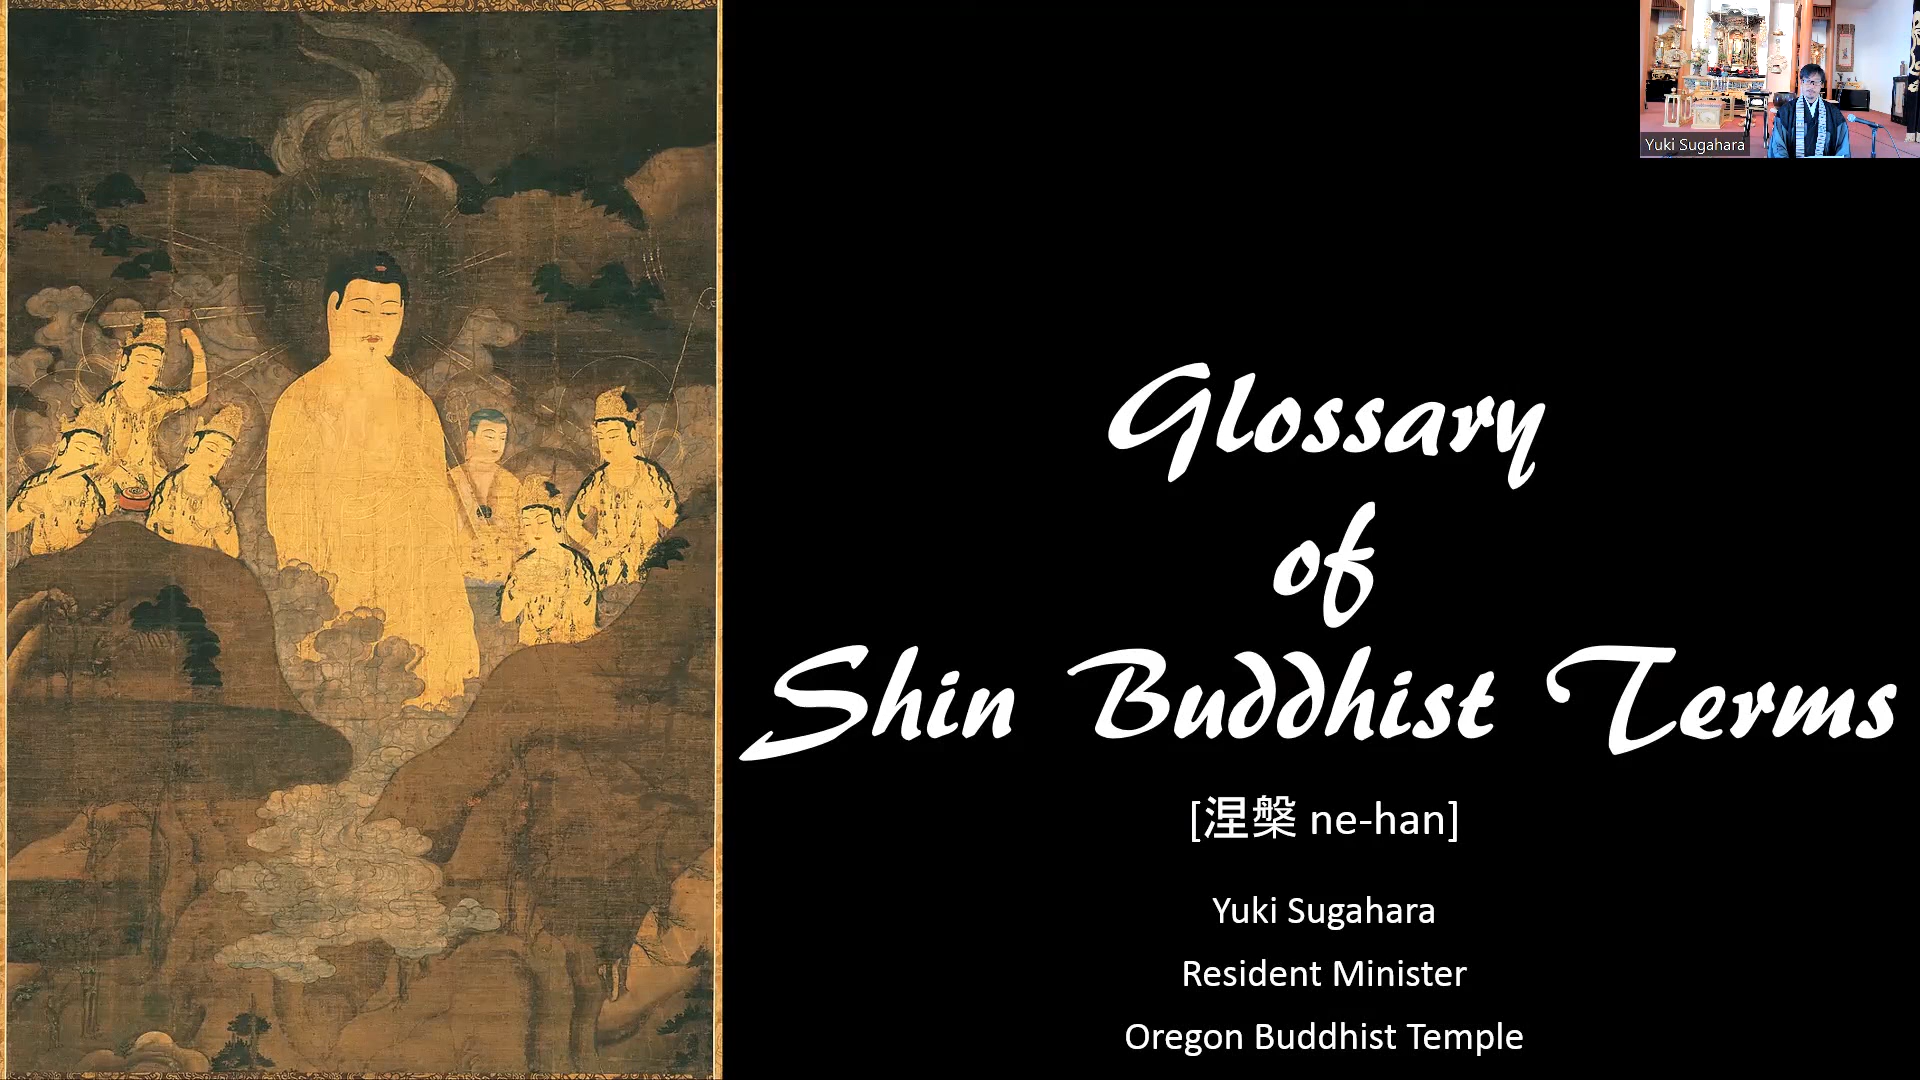 Yuki Sugahara
Glossary
of
Shin Buddhist Terms
[涅槃 ne-han]
Yuki Sugahara
Resident Minister
Oregon Buddhist Temple